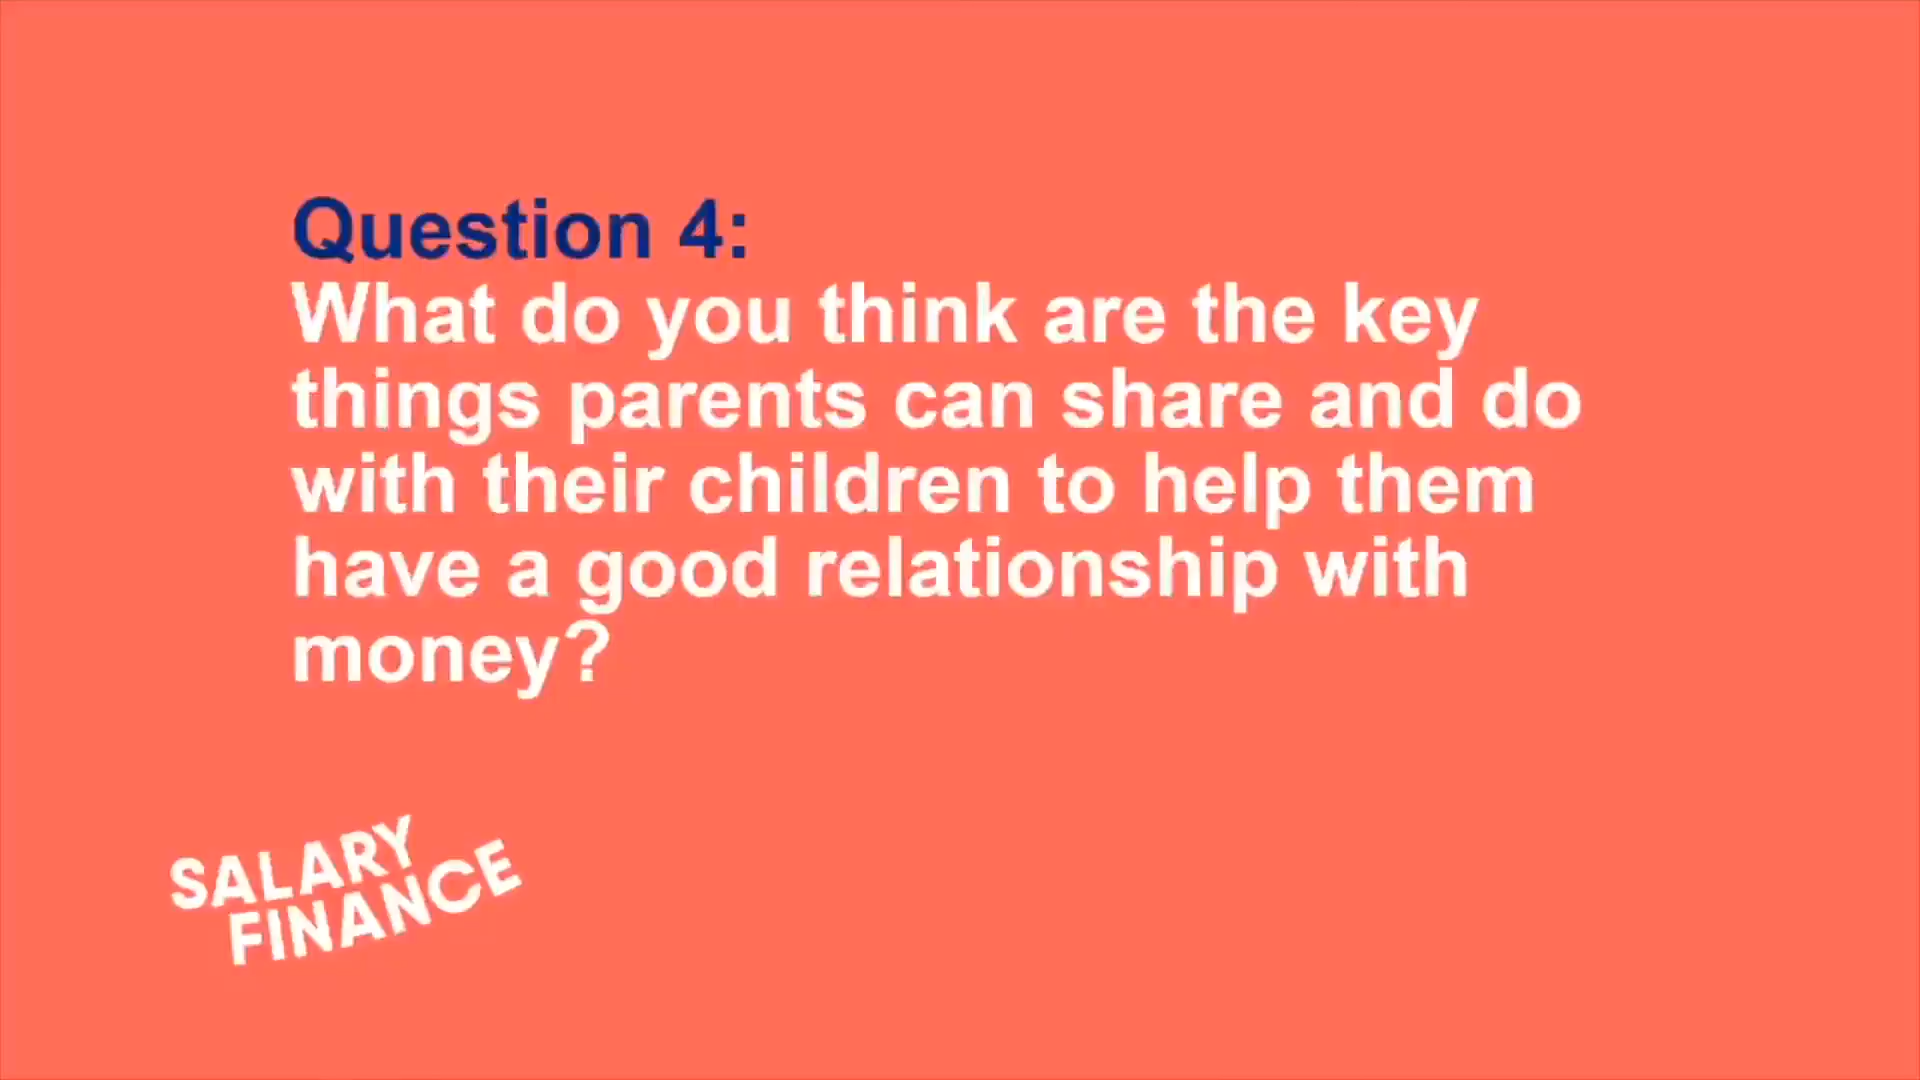 Question 4:
What do you think are the key
things parents can share and do
with their children to help them
have a good relationship with
money?
SALARY
FINANCE